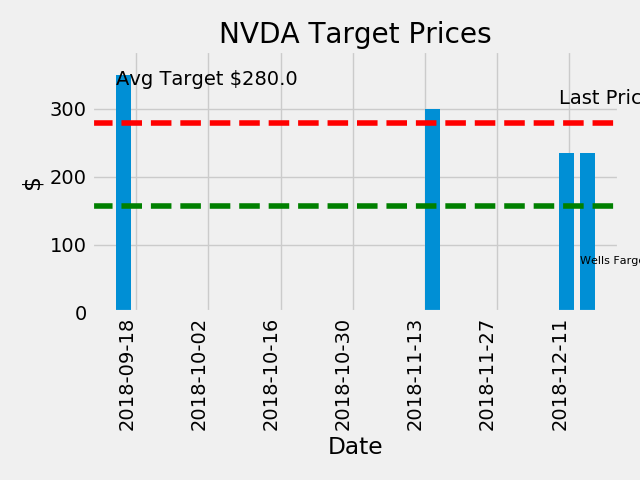 NVDA Target Prices
Avg Target $280.0
Last Pric
300
200
100
0
$
Wells Fargo
2018-09-18
2018-10-02
2018-10-16
2018-10-30
2018-11-13
2018-11-27
2018-12-11
Date